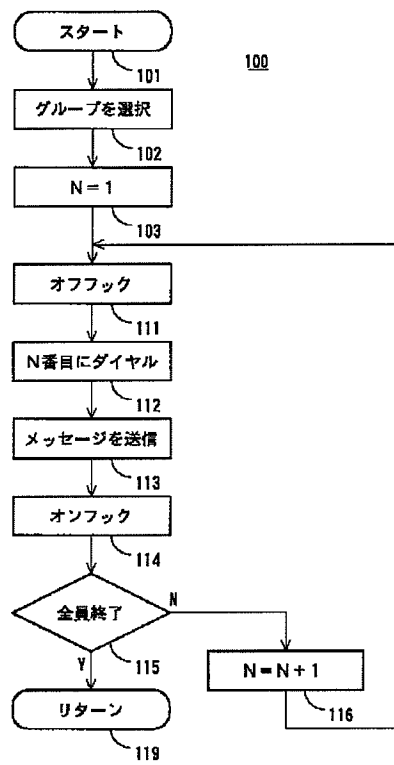 スタート
101
100
グループを選択
102
N=1
103
オフフック
111
N番目にダイヤル
112
メッセージを送信
113
オンフック
114
全員終了
N
Y
115
N=N+1
116
リターン
119